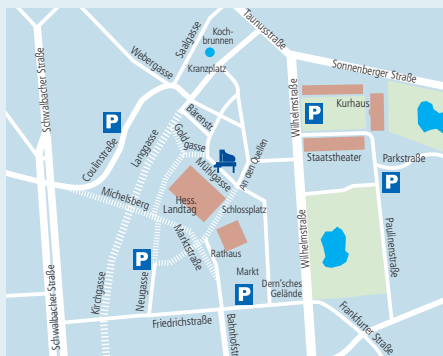 Taunusstraße
Koch-
brunnen
Saalgasse
Webergasse
Kranzplatz
Schwalbacher Straße
Sonnenberger Straße
P
Bärenstr.
Wilhelmstraße
P
Kurhaus
Coulinstraße
Langgasse
Gold-
gasse
Mühlgasse
An den Quellen
Staatstheater
Parkstraße
P
Michelsberg
Hess.
Landtag
Schlossplatz
Marktstraße
Rathaus
Wilhelmstraße
Paulinenstraße
P
Markt
Schwalbacher Straße
Kirchgasse
Neugasse
P
Dern'sches
Gelände
Friedrichstraße
Bahnhofstr
Frankfurter Straße